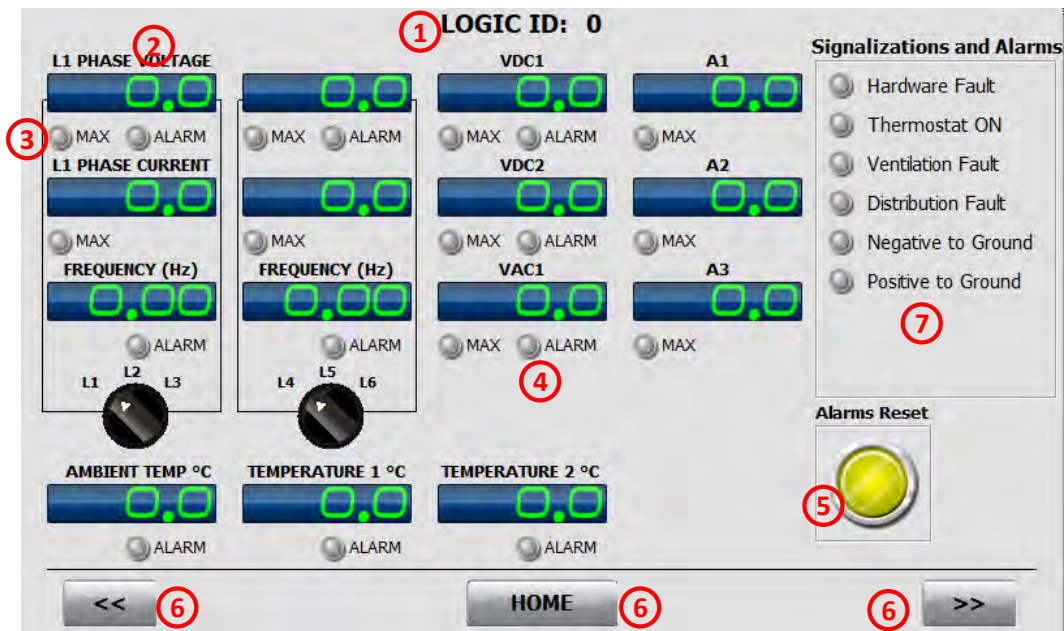 1
LOGIC ID: 0
2
L1 PHASE VOLTAGE
VDC1
A1
Signalizations and Alarms
0.0
0.0
0.0
0.0
Hardware Fault
3
MAX ALARM
MAX ALARM
MAX ALARM
MAX
Thermostat ON
L1 PHASE CURRENT
VDC2
A2
Ventilation Fault
0.0
0.0
0.0
0.0
Distribution Fault
MAX
MAX
MAX ALARM
MAX
Negative to Ground
FREQUENCY (Hz)
FREQUENCY (Hz)
VAC1
A3
Positive to Ground
0.00
0.00
0.0
0.0
7
ALARM
ALARM
MAX ALARM
MAX
4
L1 L2 L3
L4 L5 L6
Alarms Reset
5
AMBIENT TEMP °C
TEMPERATURE 1 °C
TEMPERATURE 2 °C
0.0
0.0
0.0
ALARM
ALARM
ALARM
<< 6
HOME 6
6 >>